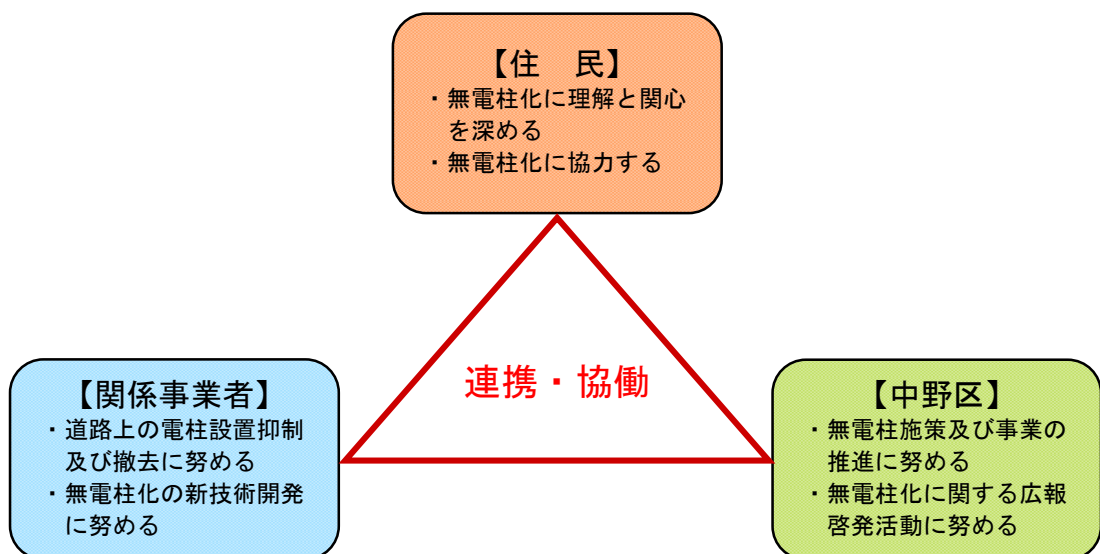 【住　民】
・無電柱化に理解と関心
を深める
・無電柱化に協力する
連携・協働
【関係事業者】
・道路上の電柱設置抑制
及び撤去に努める
・無電柱化の新技術開発
に努める
【中野区】
・無電柱施策及び事業の
推進に努める
・無電柱化に関する広報
啓発活動に努める